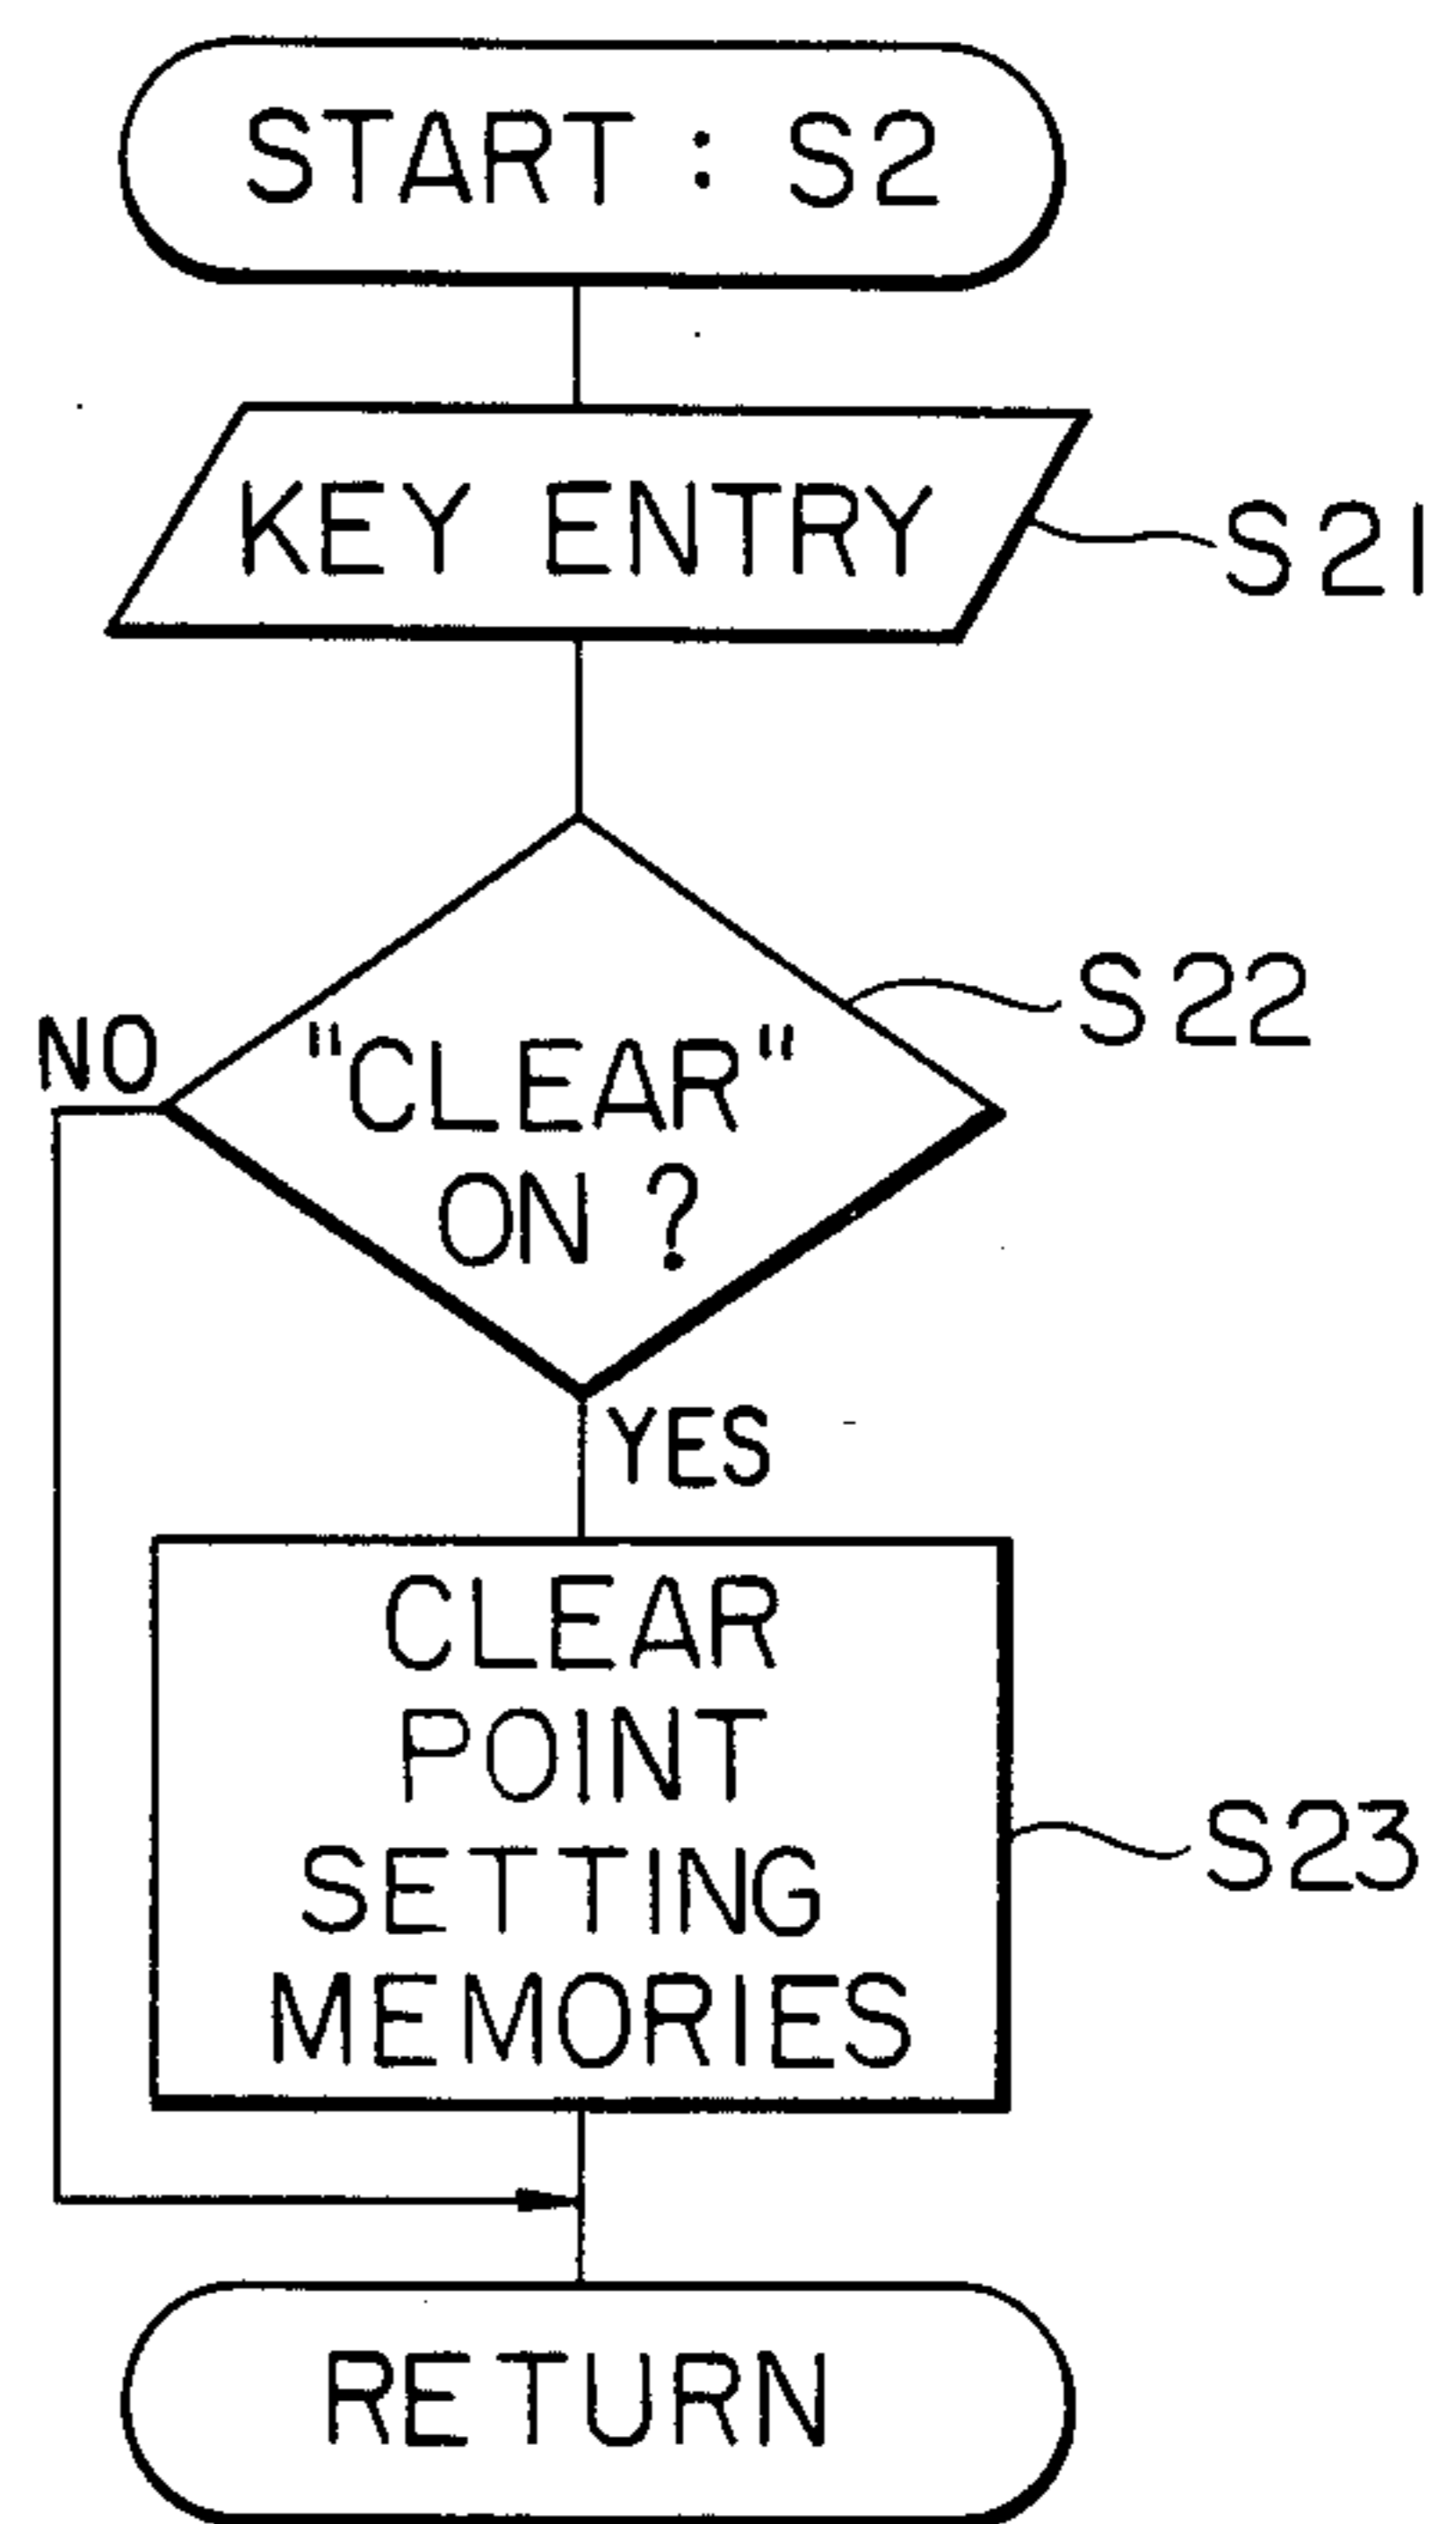 START : S2
KEY ENTRY
S21
S22
NO
"CLEAR"
ON ?
YES
CLEAR
POINT
SETTING
MEMORIES
S23
RETURN